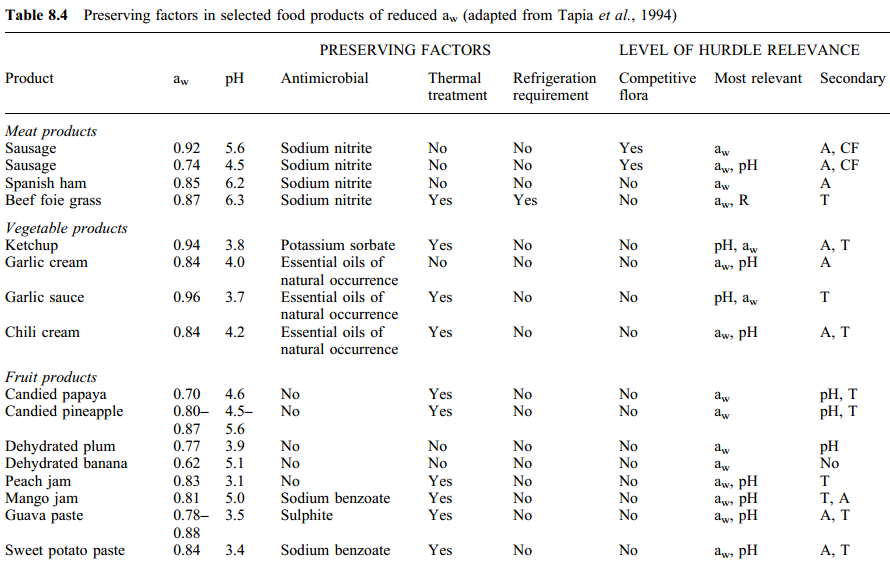 Table 8.4 Preserving factors in selected food products of reduced aw (adapted from Tapia et al., 1994)
PRESERVING FACTORS LEVEL OF HURDLE RELEVANCE
Product aw pH Antimicrobial Thermal Refrigeration Competitive Most relevant Secondary
treatment requirement flora
Meat products
Sausage 0.92 5.6 Sodium nitrite No No Yes aw A, CF
Sausage 0.74 4.5 Sodium nitrite No No Yes aw, pH A, CF
Spanish ham 0.85 6.2 Sodium nitrite No No No aw A
Beef foie grass 0.87 6.3 Sodium nitrite Yes Yes No aw, R T
Vegetable products
Ketchup 0.94 3.8 Potassium sorbate Yes No No pH, aw A, T
Garlic cream 0.84 4.0 Essential oils of No No No aw, pH A
natural occurrence
Garlic sauce 0.96 3.7 Essential oils of Yes No No pH, aw T
natural occurrence
Chili cream 0.84 4.2 Essential oils of Yes No No aw, pH A, T
natural occurrence
Fruit products
Candied papaya 0.70 4.6 No Yes No No aw pH, T
Candied pineapple 0.80– 4.5– No Yes No No aw pH, T
0.87 5.6
Dehydrated plum 0.77 3.9 No No No No aw pH
Dehydrated banana 0.62 5.1 No No No No aw No
Peach jam 0.83 3.1 No Yes No No aw, pH T
Mango jam 0.81 5.0 Sodium benzoate Yes No No aw, pH T, A
Guava paste 0.78– 3.5 Sulphite Yes No No aw, pH A, T
0.88
Sweet potato paste 0.84 3.4 Sodium benzoate Yes No No aw, pH A, T